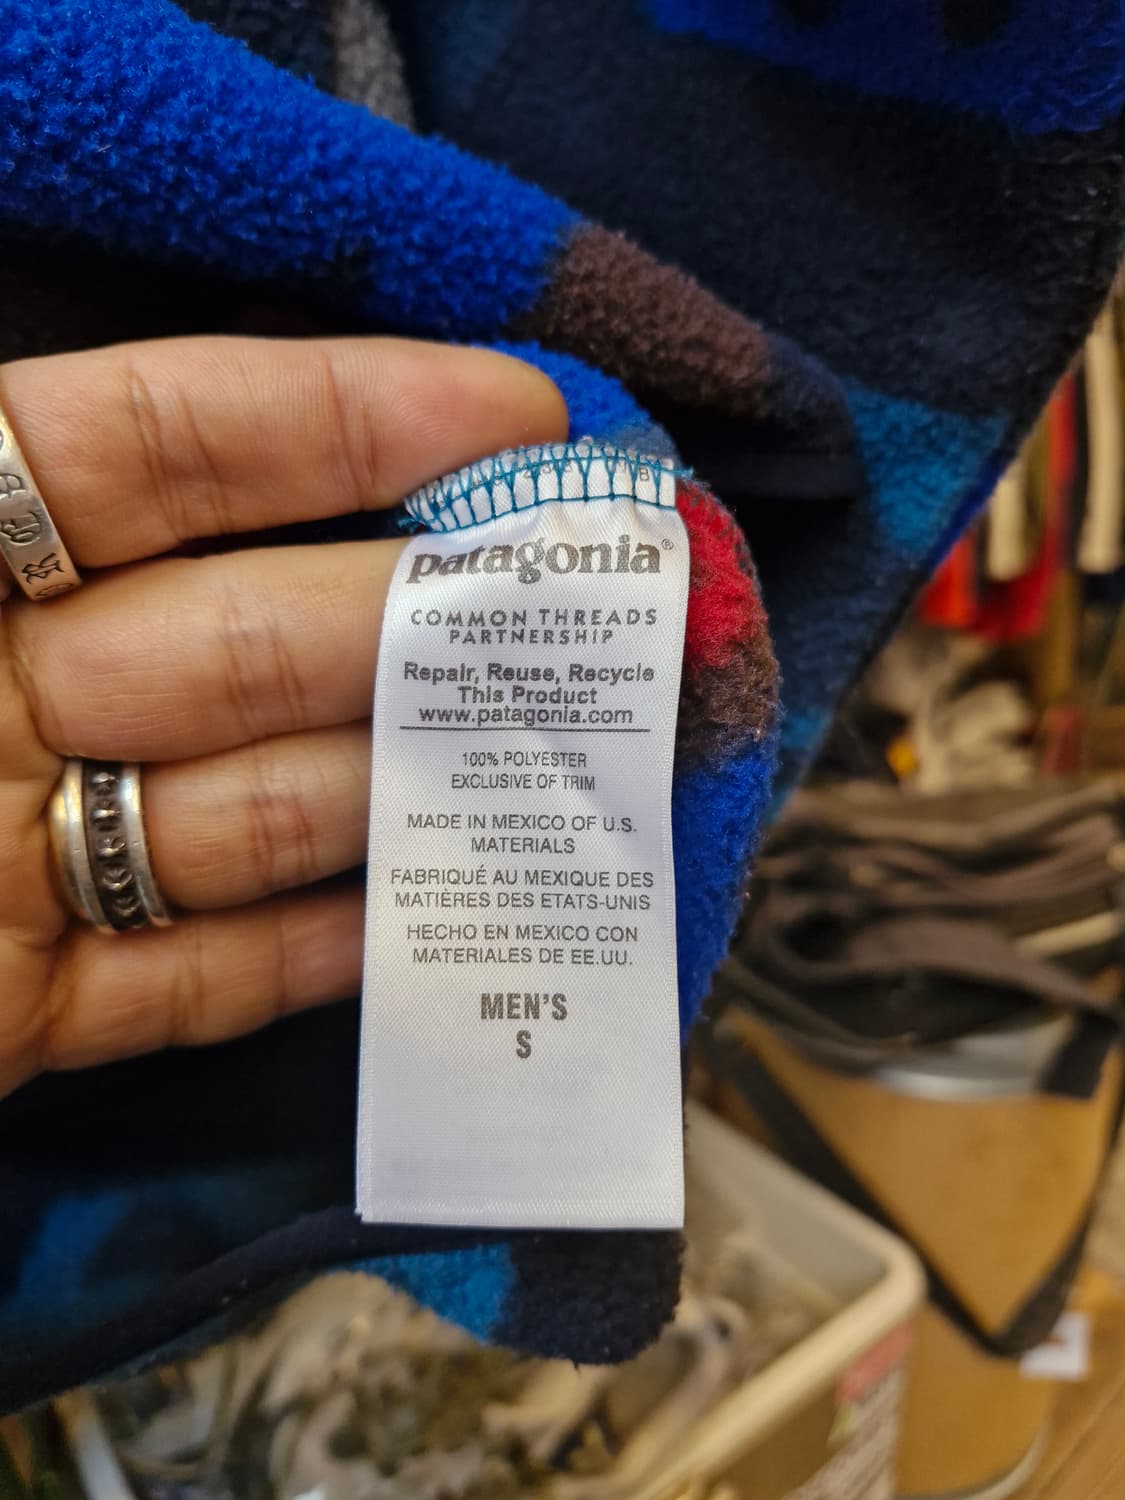 patagonia®
COMMON THREADS
PARTNERSHIP
Repair, Reuse, Recycle
This Product
www.patagonia.com
100% POLYESTER
EXCLUSIVE OF TRIM
MADE IN MEXICO OF U.S.
MATERIALS
FABRIQUÉ AU MEXIQUE DES
MATIÈRES DES ETATS-UNIS
HECHO EN MEXICO CON
MATERIALES DE EE.UU.
MEN'S
S